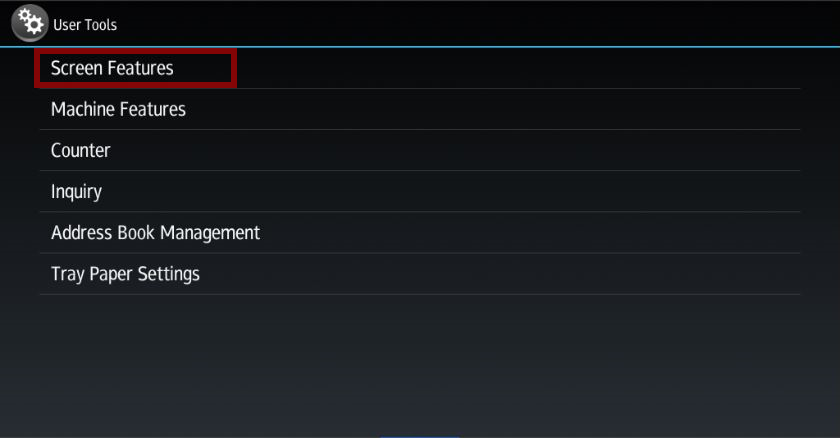 User Tools
Screen Features
Machine Features
Counter
Inquiry
Address Book Management
Tray Paper Settings